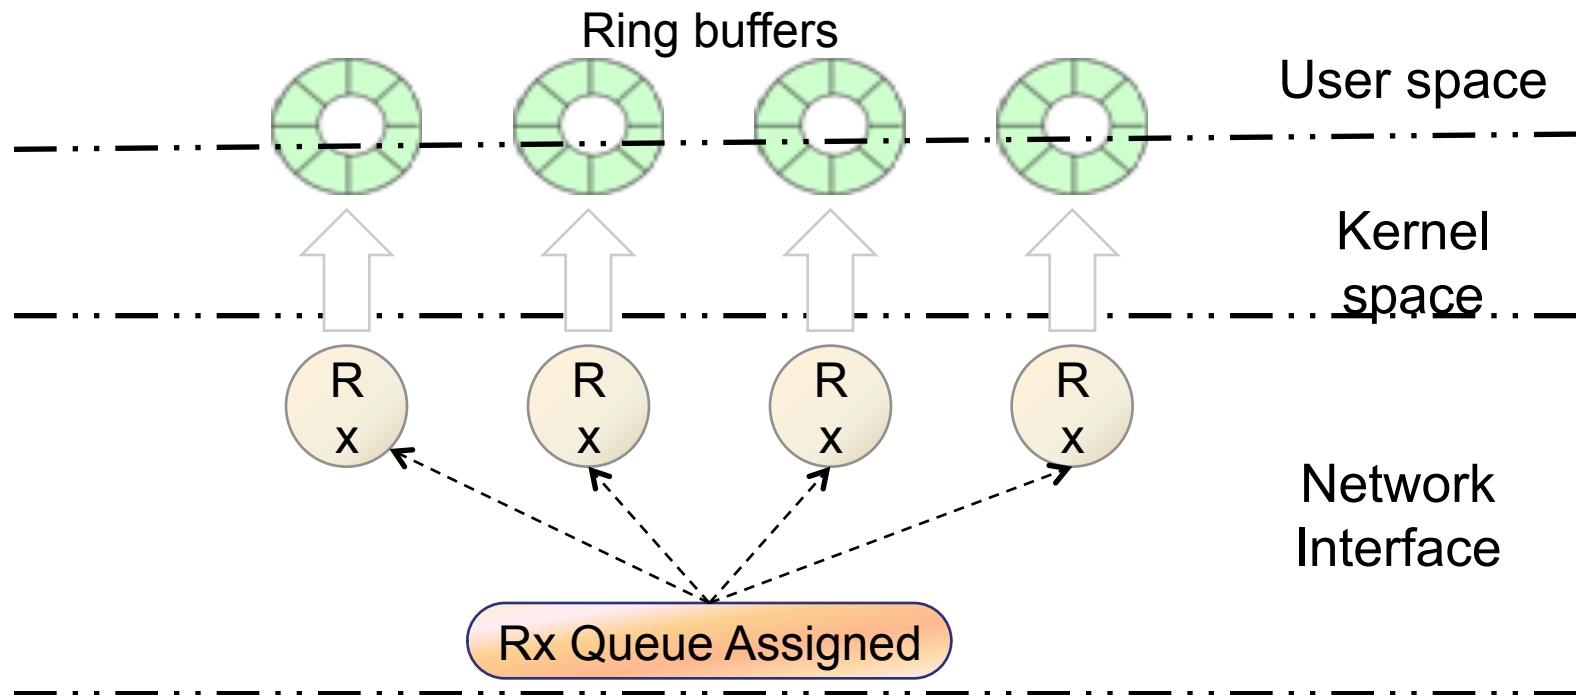 Ring buffers
User space
Kernel
space
R
x
R
x
R
x
R
x
Network
Interface
Rx Queue Assigned